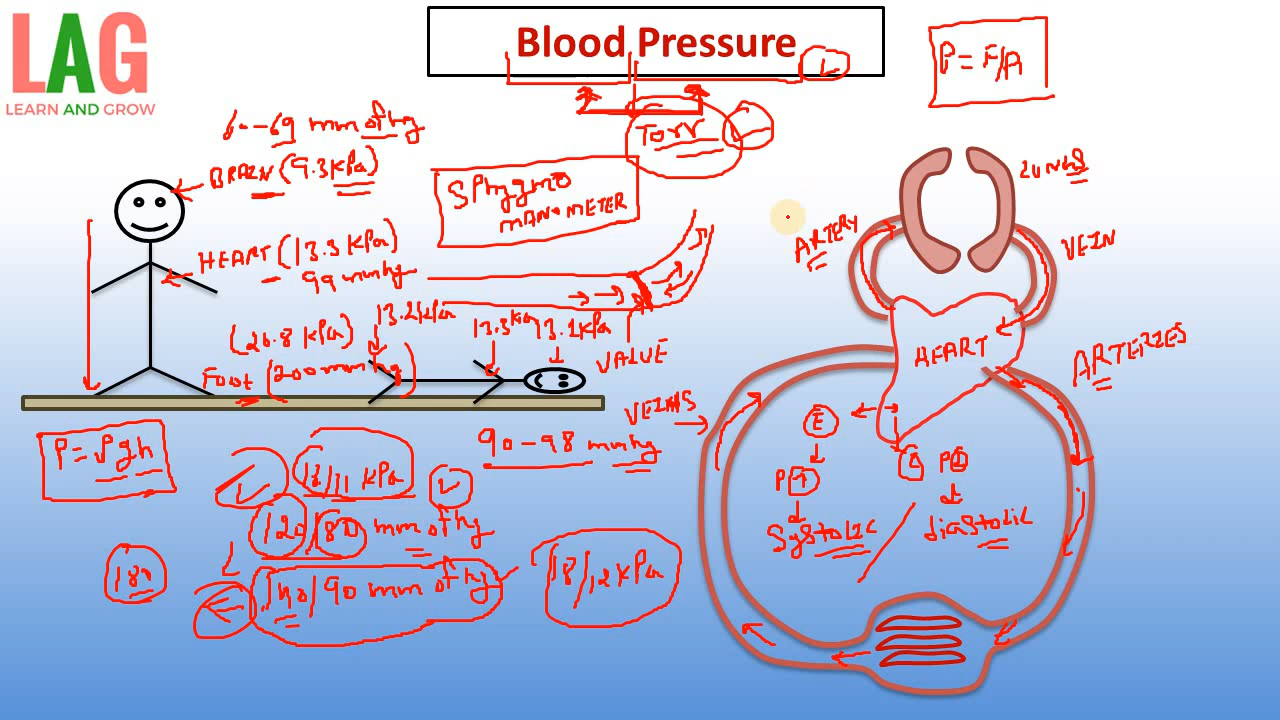 LAG
LEARN AND GROW
Blood Pressure
P = F/A
Torr
60-69 mm of hg
BRAIN (9.3 kPa)
SPhygmo
MANOMETER
HEART (13.3 kPa)
99 mmhg
13.2 kPa
13.3 kPa
13.1 kPa
(26.8 kPa)
Foot (200 mmhg)
VALUE
LUNGS
ARTERY
VEIN
HEART
ARTERIES
VEINS
P = ρgh
90-98 mmhg
/11 kPa
120/80 mm of hg
140/90 mm of hg
18/12 kPa
180
E
P
Systolic
P
diastolic